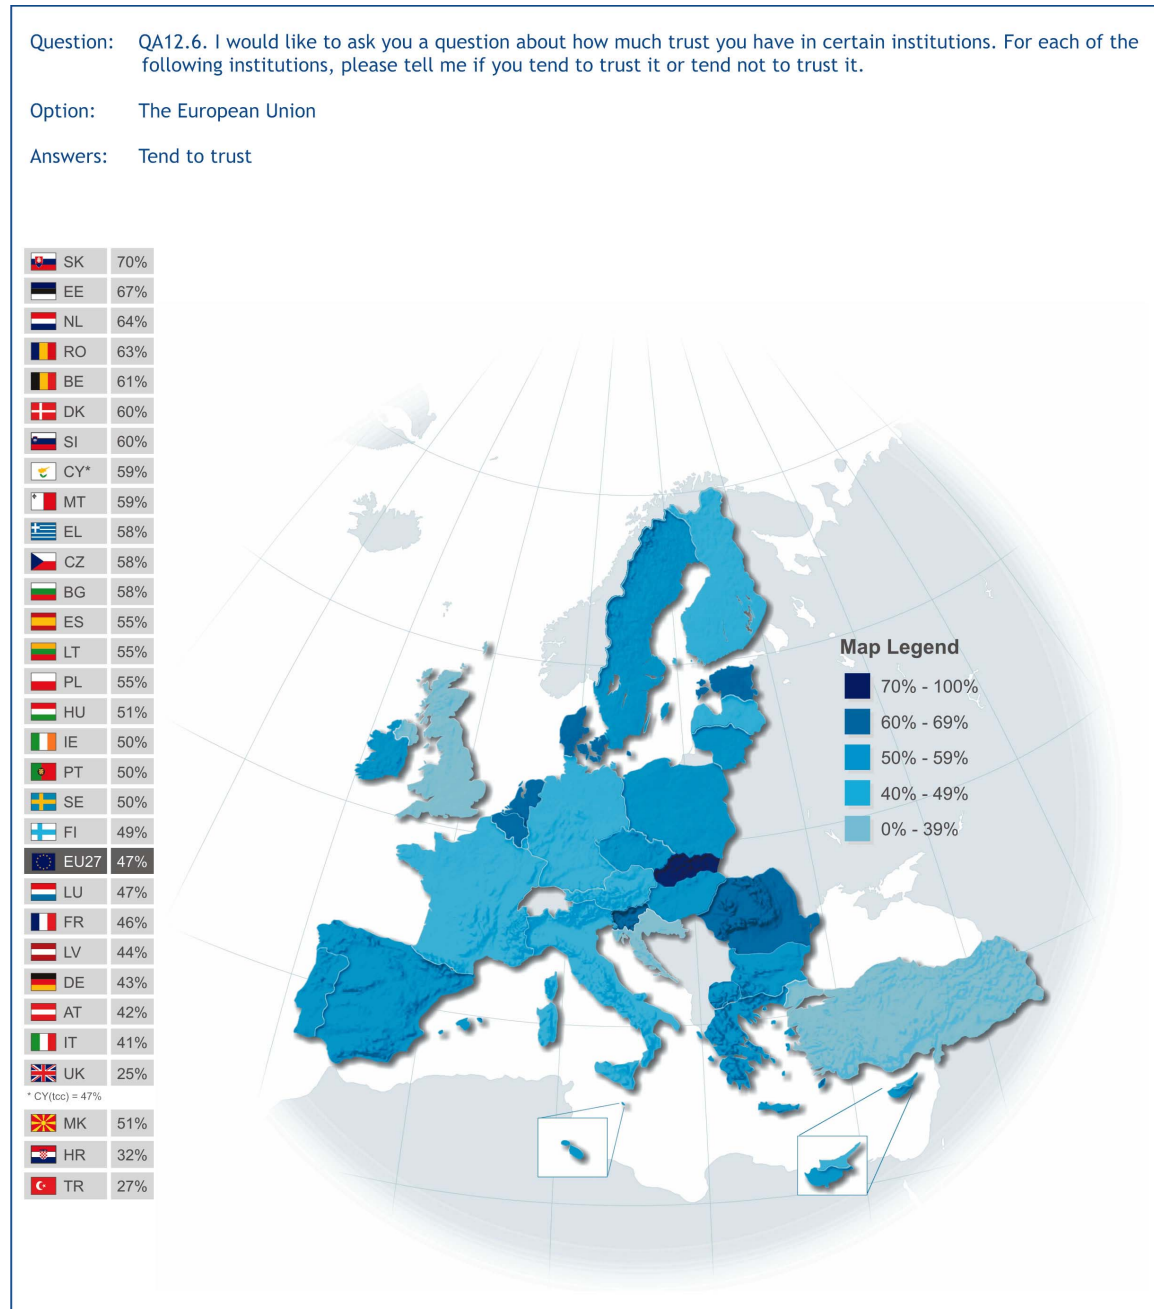 Question: QA12.6. I would like to ask you a question about how much trust you have in certain institutions. For each of the
following institutions, please tell me if you tend to trust it or tend not to trust it.
Option: The European Union
Answers: Tend to trust
SK 70%
EE 67%
NL 64%
RO 63%
BE 61%
DK 60%
SI 60%
CY* 59%
MT 59%
EL 58%
CZ 58%
BG 58%
ES 55%
LT 55%
PL 55%
HU 51%
IE 50%
PT 50%
SE 50%
FI 49%
EU27 47%
LU 47%
FR 46%
LV 44%
DE 43%
AT 42%
IT 41%
UK 25%
* CY(tcc) = 47%
MK 51%
HR 32%
TR 27%
Map Legend
70% - 100%
60% - 69%
50% - 59%
40% - 49%
0% - 39%